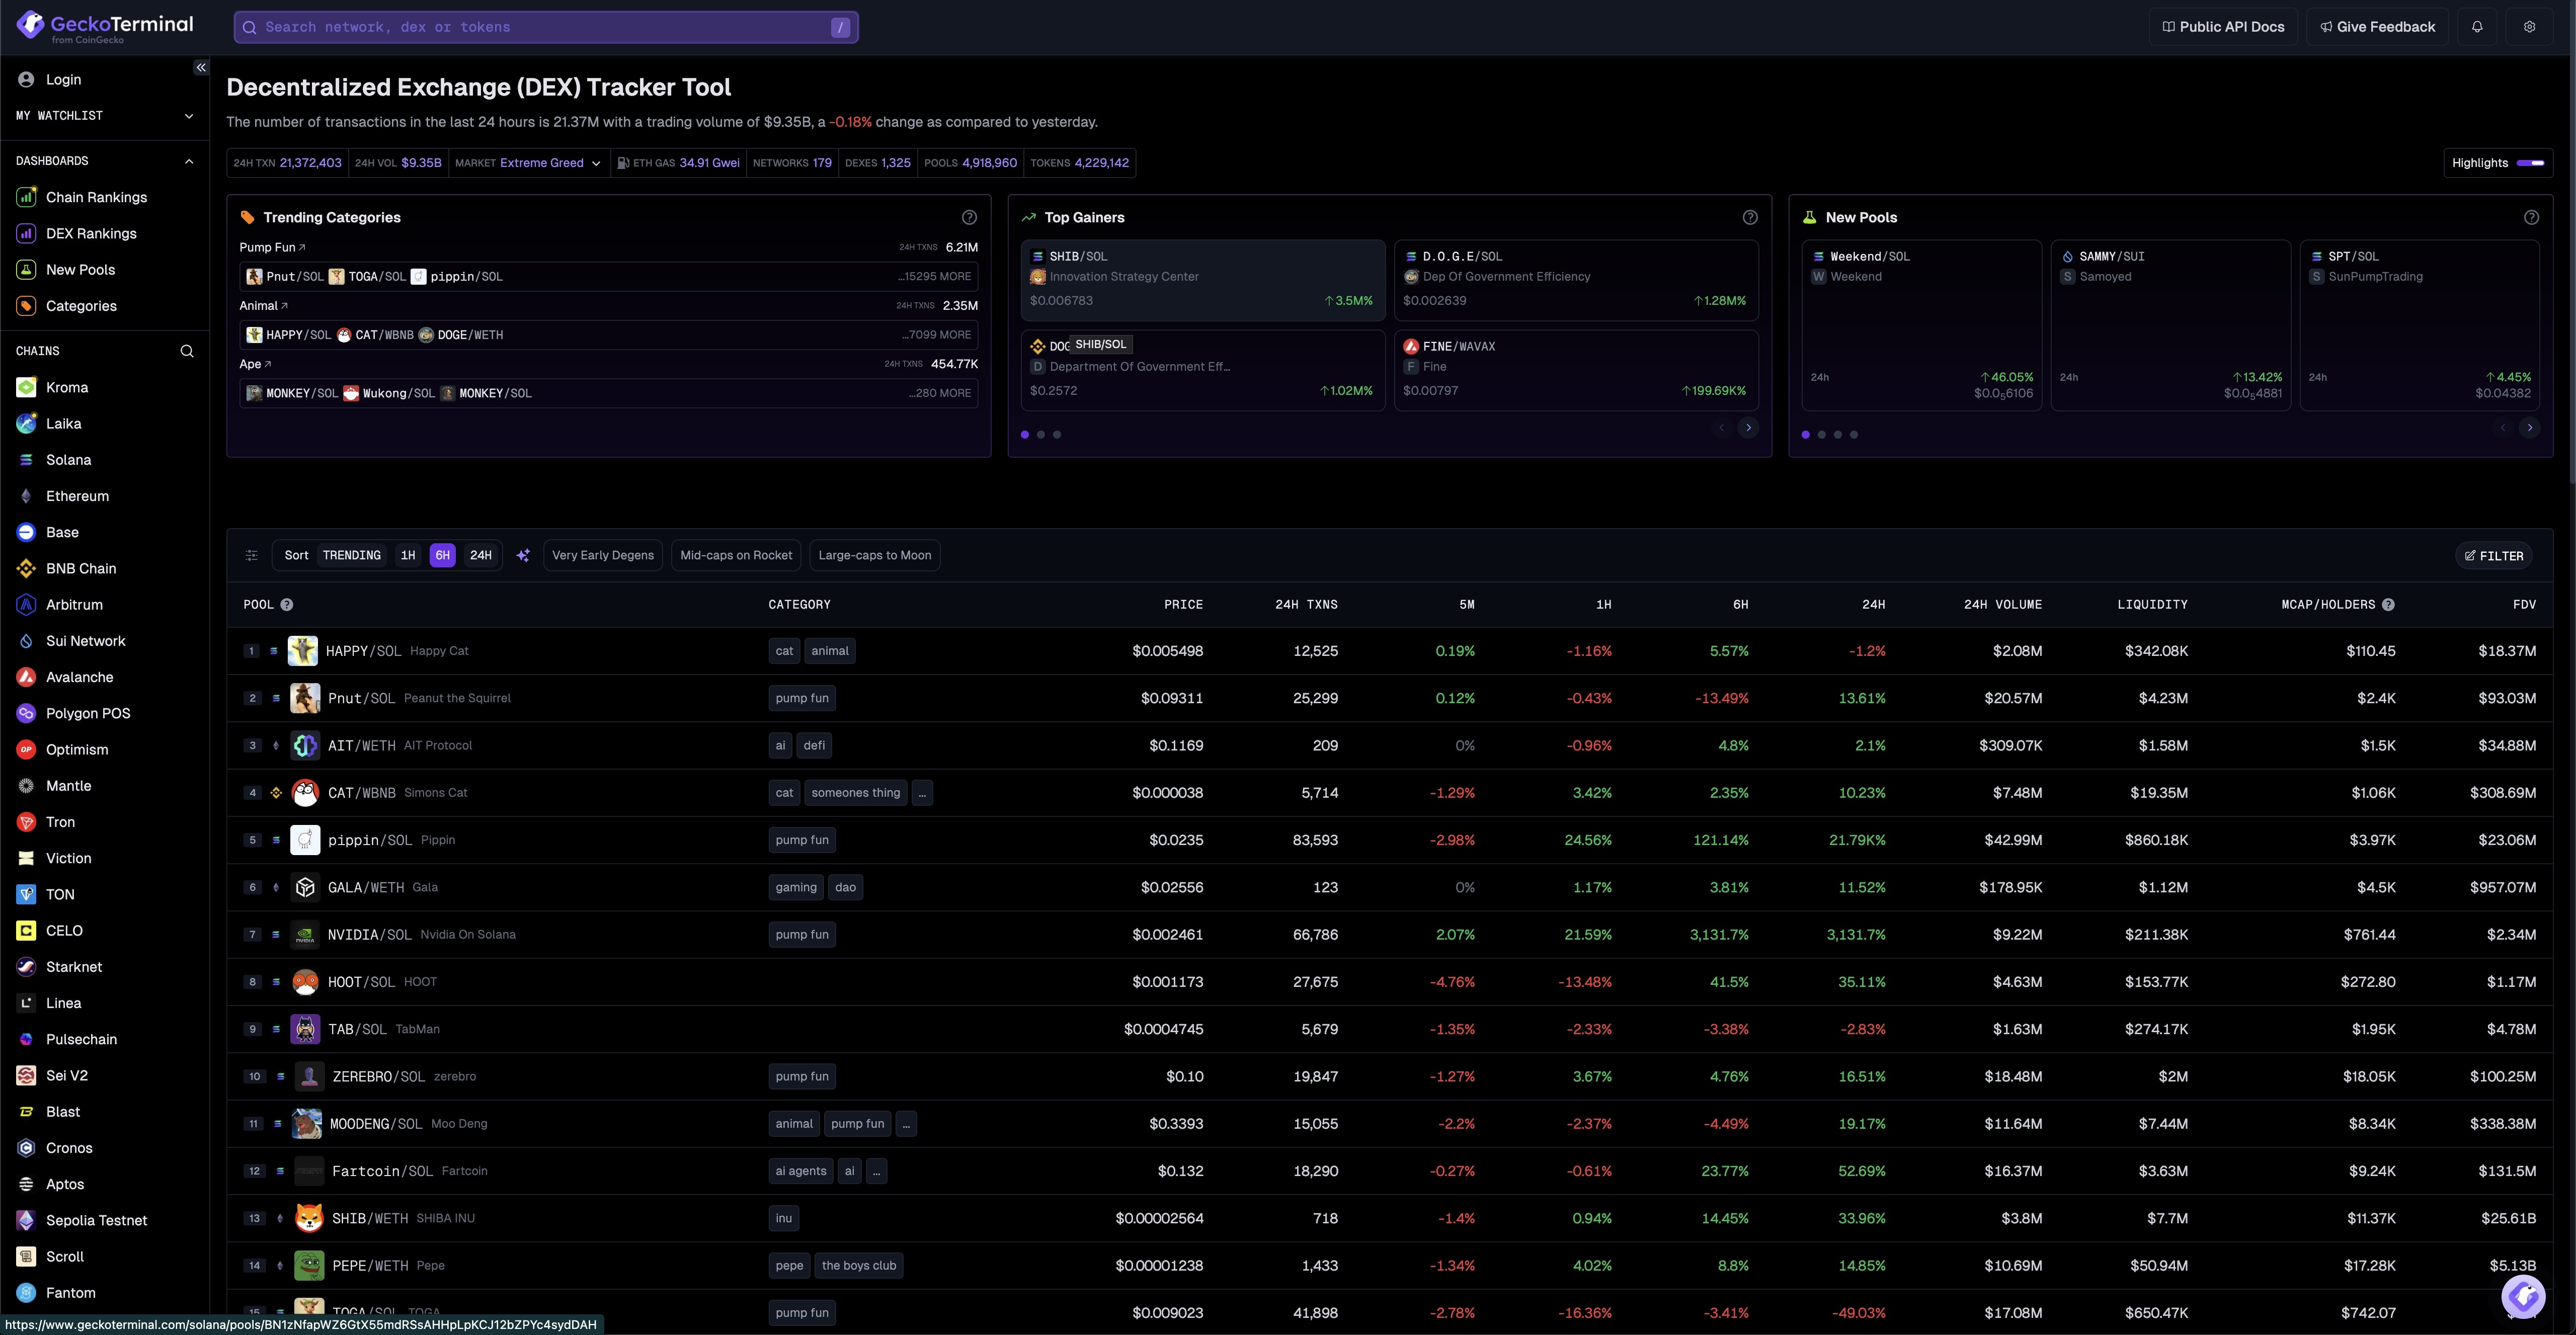 GeckoTerminal
from CoinGecko
Search network, dex or tokens /
Public API Docs
Give Feedback
Login
MY WATCHLIST
DASHBOARDS
Chain Rankings
DEX Rankings
New Pools
Categories
CHAINS
Kroma
Laika
Solana
Ethereum
Base
BNB Chain
Arbitrum
Sui Network
Avalanche
Polygon POS
Optimism
Mantle
Tron
Viction
TON
CELO
Starknet
Linea
Pulsechain
Sei V2
Blast
Cronos
Aptos
Sepolia Testnet
Scroll
Fantom
Decentralized Exchange (DEX) Tracker Tool
The number of transactions in the last 24 hours is 21.37M with a trading volume of $9.35B, a -0.18% change as compared to yesterday.
24H TXN 21,372,403 24H VOL $9.35B MARKET Extreme Greed ETH GAS 34.91 Gwei NETWORKS 179 DEXES 1,325 POOLS 4,918,960 TOKENS 4,229,142
Highlights
Trending Categories
Pump Fun 24H TXNS 6.21M
Pnut/SOL TOGA/SOL pippin/SOL ...15295 MORE
Animal 24H TXNS 2.35M
HAPPY/SOL CAT/WBNB DOGE/WETH ...7099 MORE
Ape 24H TXNS 454.77K
MONKEY/SOL Wukong/SOL MONKEY/SOL ...280 MORE
Top Gainers
SHIB/SOL
Innovation Strategy Center
$0.006783 ↑3.5M%
D.O.G.E/SOL
Dep Of Government Efficiency
$0.002639 ↑1.28M%
DOG
SHIB/SOL
D Department Of Government Eff...
$0.2572 ↑1.02M%
FINE/WAVAX
F Fine
$0.00797 ↑199.69K%
New Pools
Weekend/SOL
W Weekend
24h ↑46.05%
$0.0₅6106
SAMMY/SUI
S Samoyed
24h ↑13.42%
$0.0₅4881
SPT/SOL
S SunPumpTrading
24h ↑4.45%
$0.04382
Sort TRENDING 1H 6H 24H Very Early Degens Mid-caps on Rocket Large-caps to Moon FILTER
POOL CATEGORY PRICE 24H TXNS 5M 1H 6H 24H 24H VOLUME LIQUIDITY MCAP/HOLDERS FDV
1 HAPPY/SOL Happy Cat cat animal $0.005498 12,525 0.19% -1.16% 5.57% -1.2% $2.08M $342.08K $110.45 $18.37M
2 Pnut/SOL Peanut the Squirrel pump fun $0.09311 25,299 0.12% -0.43% -13.49% 13.61% $20.57M $4.23M $2.4K $93.03M
3 AIT/WETH AIT Protocol ai defi $0.1169 209 0% -0.96% 4.8% 2.1% $309.07K $1.58M $1.5K $34.88M
4 CAT/WBNB Simons Cat cat someones thing ... $0.000038 5,714 -1.29% 3.42% 2.35% 10.23% $7.48M $19.35M $1.06K $308.69M
5 pippin/SOL Pippin pump fun $0.0235 83,593 -2.98% 24.56% 121.14% 21.79K% $42.99M $860.18K $3.97K $23.06M
6 GALA/WETH Gala gaming dao $0.02556 123 0% 1.17% 3.81% 11.52% $178.95K $1.12M $4.5K $957.07M
7 NVIDIA/SOL Nvidia On Solana pump fun $0.002461 66,786 2.07% 21.59% 3,131.7% 3,131.7% $9.22M $211.38K $761.44 $2.34M
8 HOOT/SOL HOOT $0.001173 27,675 -4.76% -13.48% 41.5% 35.11% $4.63M $153.77K $272.80 $1.17M
9 TAB/SOL TabMan $0.0004745 5,679 -1.35% -2.33% -3.38% -2.83% $1.63M $274.17K $1.95K $4.78M
10 ZEREBRO/SOL zerebro pump fun $0.10 19,847 -1.27% 3.67% 4.76% 16.51% $18.48M $2M $18.05K $100.25M
11 MOODENG/SOL Moo Deng animal pump fun ... $0.3393 15,055 -2.2% -2.37% -4.49% 19.17% $11.64M $7.44M $8.34K $338.38M
12 Fartcoin/SOL Fartcoin ai agents ai ... $0.132 18,290 -0.27% -0.61% 23.77% 52.69% $16.37M $3.63M $9.24K $131.5M
13 SHIB/WETH SHIBA INU inu $0.00002564 718 -1.4% 0.94% 14.45% 33.96% $3.8M $7.7M $11.37K $25.61B
14 PEPE/WETH Pepe pepe the boys club $0.00001238 1,433 -1.34% 4.02% 8.8% 14.85% $10.69M $50.94M $17.28K $5.13B
15 TOGA/SOL TOGA pump fun $0.009023 41,898 -2.78% -16.36% -3.41% -49.03% $17.08M $650.47K $742.07
https://www.geckoterminal.com/solana/pools/BN1zNfapWZ6GtX55mdRSsAHHpLpKCJ12bZPYc4sydDAH